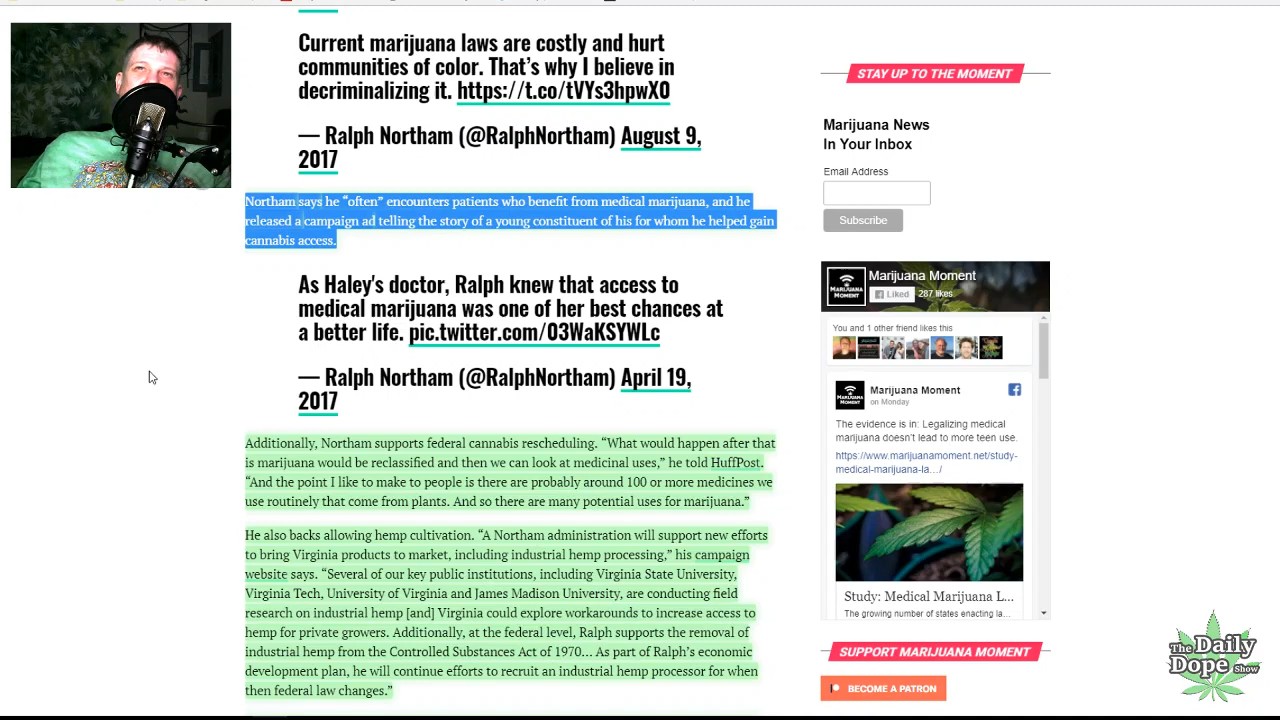 Current marijuana laws are costly and hurt
communities of color. That's why I believe in
decriminalizing it. https://t.co/tVYs3hpwXO
— Ralph Northam (@RalphNortham) August 9,
2017
Northam says he “often” encounters patients who benefit from medical marijuana, and he
released a campaign ad telling the story of a young constituent of his for whom he helped gain
cannabis access.
As Haley's doctor, Ralph knew that access to
medical marijuana was one of her best chances at
a better life. pic.twitter.com/O3WaKSYWLc
— Ralph Northam (@RalphNortham) April 19,
2017
Additionally, Northam supports federal cannabis rescheduling. “What would happen after that
is marijuana would be reclassified and then we can look at medicinal uses,” he told HuffPost.
“And the point I like to make to people is there are probably around 100 or more medicines we
use routinely that come from plants. And so there are many potential uses for marijuana.”
He also backs allowing hemp cultivation. “A Northam administration will support new efforts
to bring Virginia products to market, including industrial hemp processing,” his campaign
website says. “Several of our key public institutions, including Virginia State University,
Virginia Tech, University of Virginia and James Madison University, are conducting field
research on industrial hemp [and] Virginia could explore workarounds to increase access to
hemp for private growers. Additionally, at the federal level, Ralph supports the removal of
industrial hemp from the Controlled Substances Act of 1970… As part of Ralph's economic
development plan, he will continue efforts to recruit an industrial hemp processor for when
then federal law changes.”
STAY UP TO THE MOMENT
Marijuana News
In Your Inbox
Email Address
Subscribe
MARIJUANA
MOMENT
Marijuana Moment
Liked
287 likes
You and 1 other friend likes this
Marijuana Moment
on Monday
The evidence is in: Legalizing medical
marijuana doesn't lead to more teen use.
https://www.marijuanamoment.net/study-
medical-marijuana-la…/
Study: Medical Marijuana L...
The growing number of states enacting la…
SUPPORT MARIJUANA MOMENT
BECOME A PATRON
The Daily
Dope Show